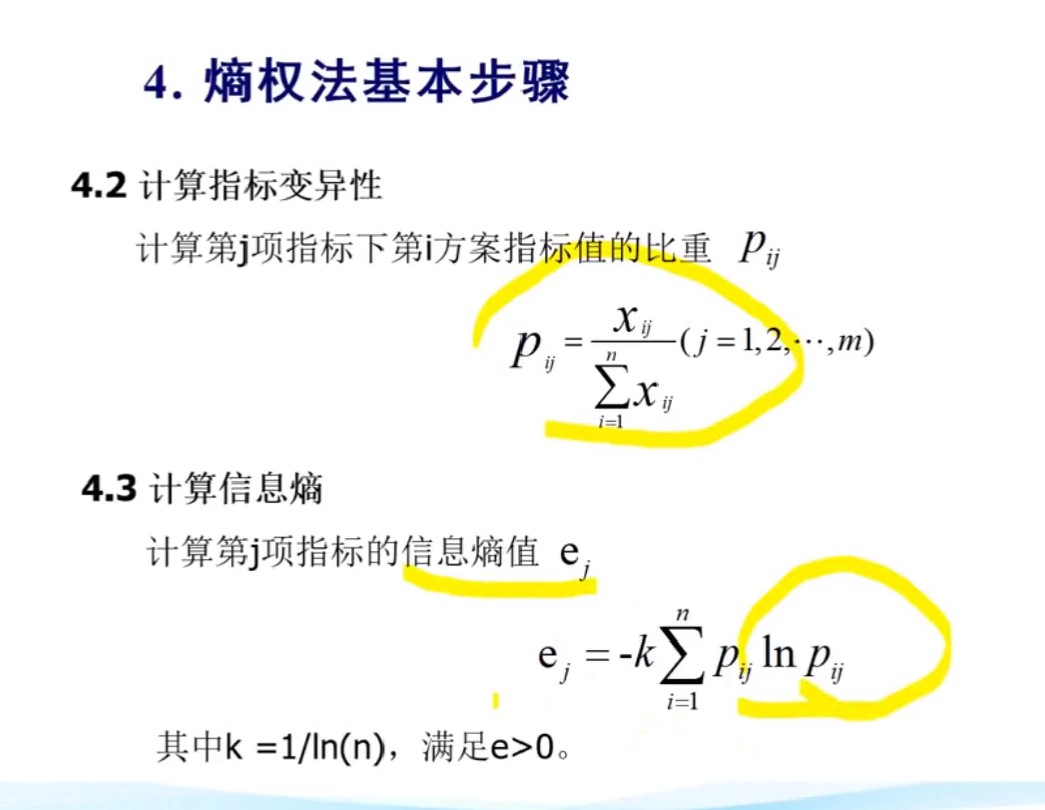 4. 熵权法基本步骤
4.2 计算指标变异性
计算第j项指标下第i方案指标值的比重 p_{ij}
p_{ij} = \frac{x_{ij}}{\sum_{i=1}^{n} x_{ij}} (j = 1,2,⋯,m)
4.3 计算信息熵
计算第j项指标的信息熵值 e_j
e_j = -k \sum_{i=1}^{n} p_{ij} ln p_{ij}
其中k =1/ln(n)，满足e>0。